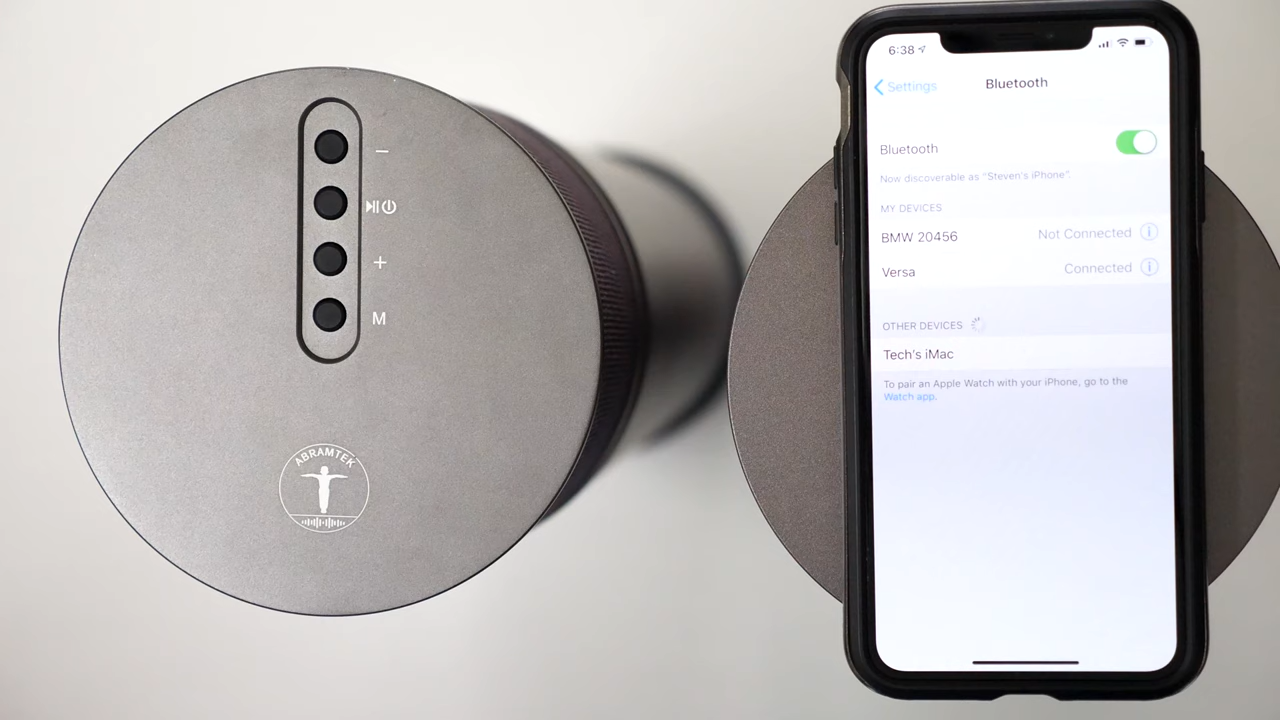 −
+
M
ABRAMTEK
6:38
Settings
Bluetooth
Bluetooth
Now discoverable as “Steven's iPhone”.
MY DEVICES
BMW 20456 Not Connected
Versa Connected
OTHER DEVICES
Tech's iMac
To pair an Apple Watch with your iPhone, go to the
Watch app.